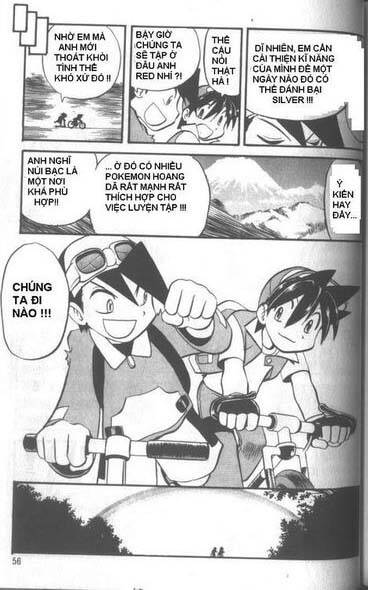 DĨ NHIÊN, EM CẦN
CẢI THIỆN KĨ NĂNG
CỦA MÌNH ĐỂ MỘT
NGÀY NÀO ĐÓ CÓ
THỂ ĐÁNH BẠI
SILVER !!!
THẾ
CẬU
NÓI
THẬT
HẢ !
BÂY GIỜ
CHÚNG TA
SẼ TẬP Ở
ĐÂU ANH
RED NHỈ ?!
NHỜ EM MÀ
ANH MỚI
THOÁT KHỎI
TÌNH THẾ
KHÓ XỬ ĐÓ !!
Ý
KIẾN
HAY
ĐẤY...
... Ở ĐÓ CÓ NHIỀU
POKEMON HOANG
DÃ RẤT MẠNH RẤT
THÍCH HỢP CHO
VIỆC LUYỆN TẬP !!!
ANH NGHĨ
NÚI BẠC LÀ
MỘT NƠI
KHÁ PHÙ
HỢP!!
CHÚNG
TA ĐI
NÀO !!!
56